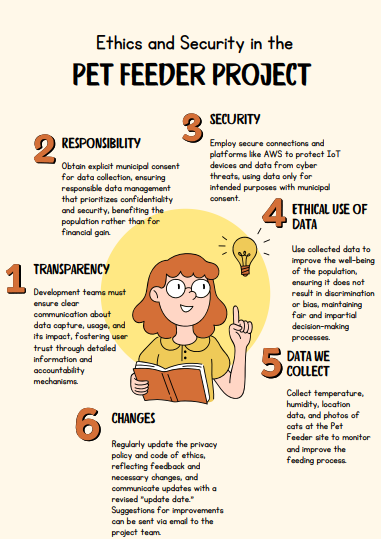 Ethics and Security in the
PET FEEDER PROJECT
1
TRANSPARENCY
Development teams must
ensure clear
communication about
data capture, usage, and
its impact, fostering user
trust through detailed
information and
accountability
mechanisms.
2
RESPONSIBILITY
Obtain explicit municipal consent
for data collection, ensuring
responsible data management
that prioritizes confidentiality
and security, benefiting the
population rather than for
financial gain.
3
SECURITY
Employ secure connections and
platforms like AWS to protect IoT
devices and data from cyber
threats, using data only for
intended purposes with municipal
consent.
4
ETHICAL USE OF
DATA
Use collected data to
improve the well-being
of the population,
ensuring it does not
result in discrimination
or bias, maintaining
fair and impartial
decision-making
processes.
5
DATA WE
COLLECT
Collect temperature,
humidity, location
data, and photos of
cats at the Pet
Feeder site to monitor
and improve the
feeding process.
6
CHANGES
Regularly update the privacy
policy and code of ethics,
reflecting feedback and
necessary changes, and
communicate updates with a
revised "update date."
Suggestions for improvements
can be sent via email to the
project team.